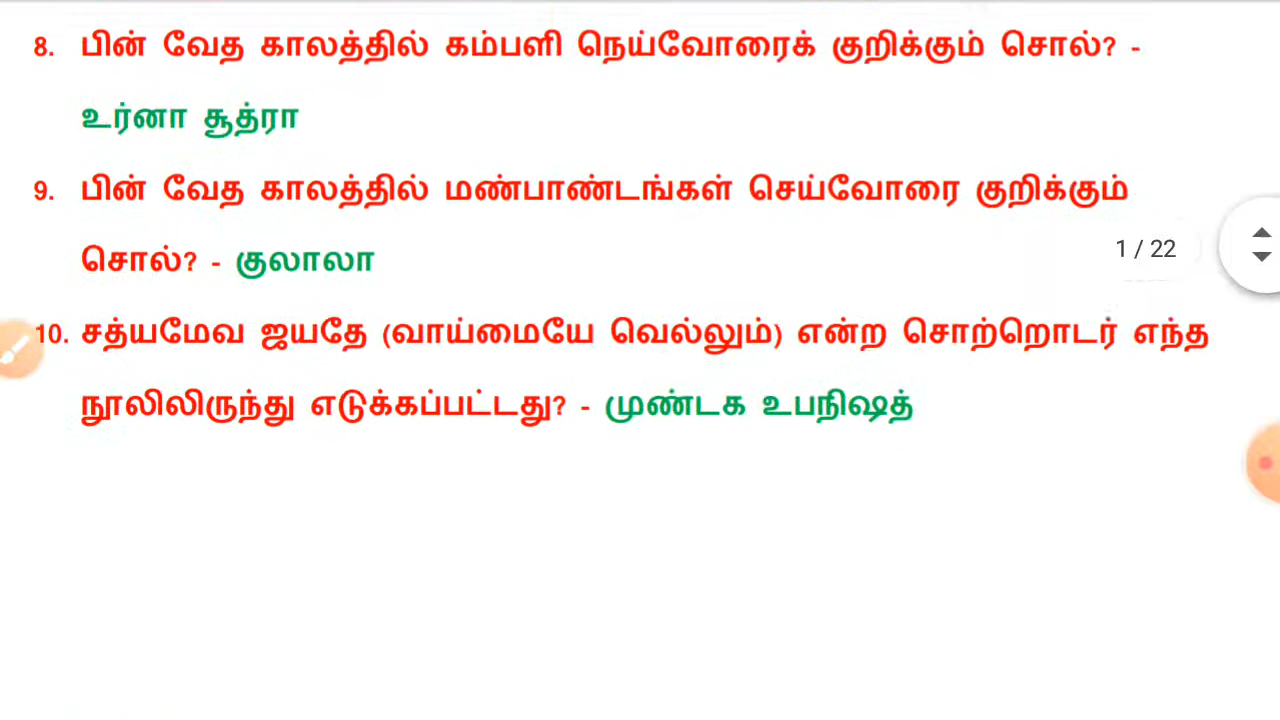 8. பின் வேத காலத்தில் கம்பளி நெய்வோரைக் குறிக்கும் சொல்? -
உர்னா சூத்ரா
9. பின் வேத காலத்தில் மண்பாண்டங்கள் செய்வோரை குறிக்கும்
சொல்? - குலாலா
1 / 22
10. சத்யமேவ ஜயதே (வாய்மையே வெல்லும்) என்ற சொற்றொடர் எந்த
நூலிலிருந்து எடுக்கப்பட்டது? - முண்டக உபநிஷத்